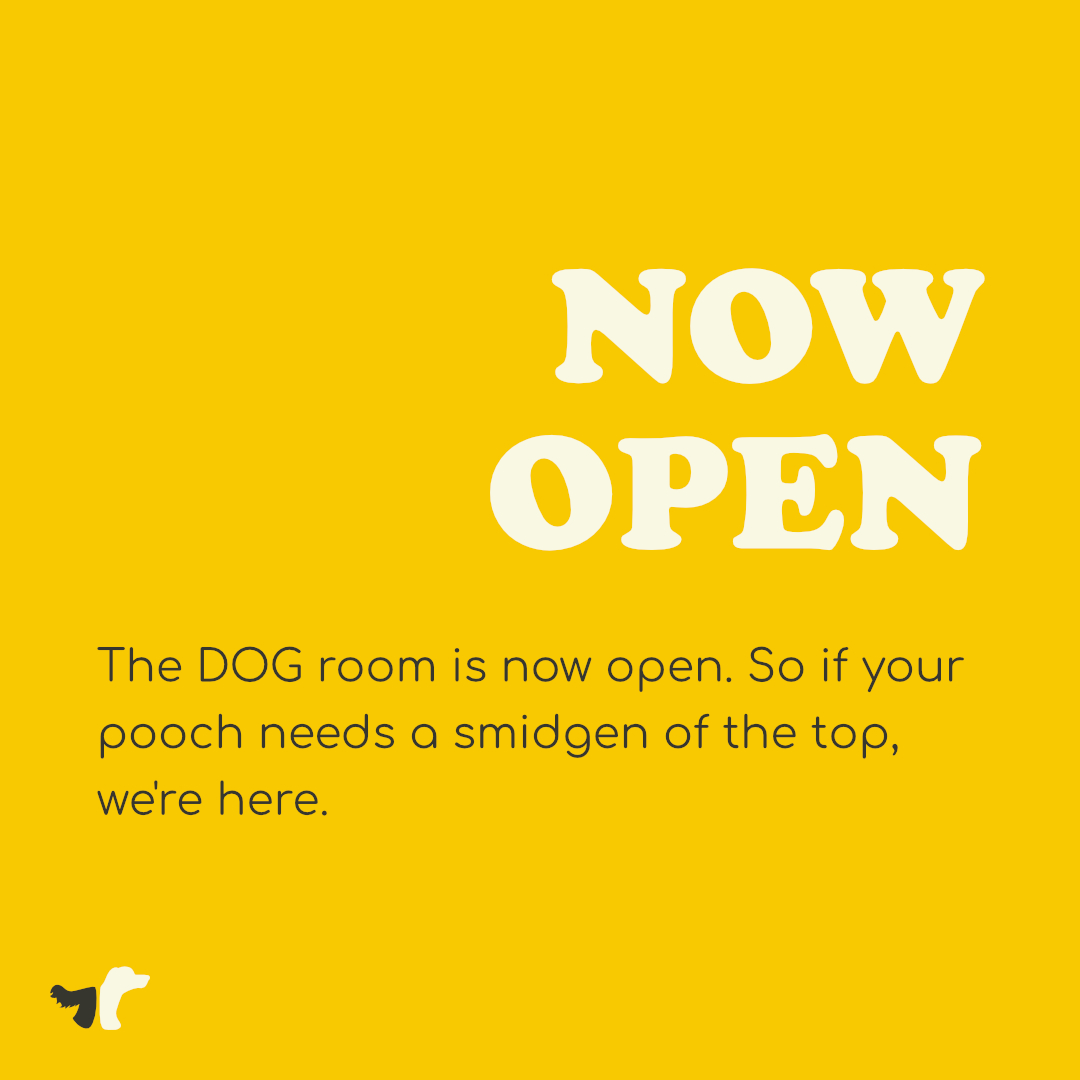 NOW
OPEN
The DOG room is now open. So if your
pooch needs a smidgen of the top,
we're here.